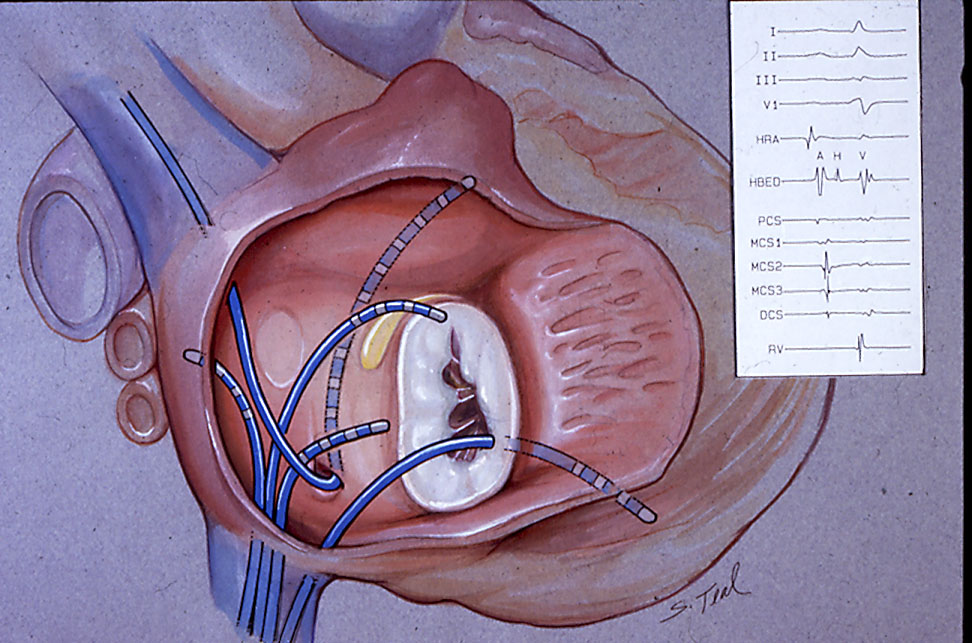 I
II
III
V1
HRA
A H V
HBED
PCS
MCS1
MCS2
MCS3
DCS
RV
S. Teal